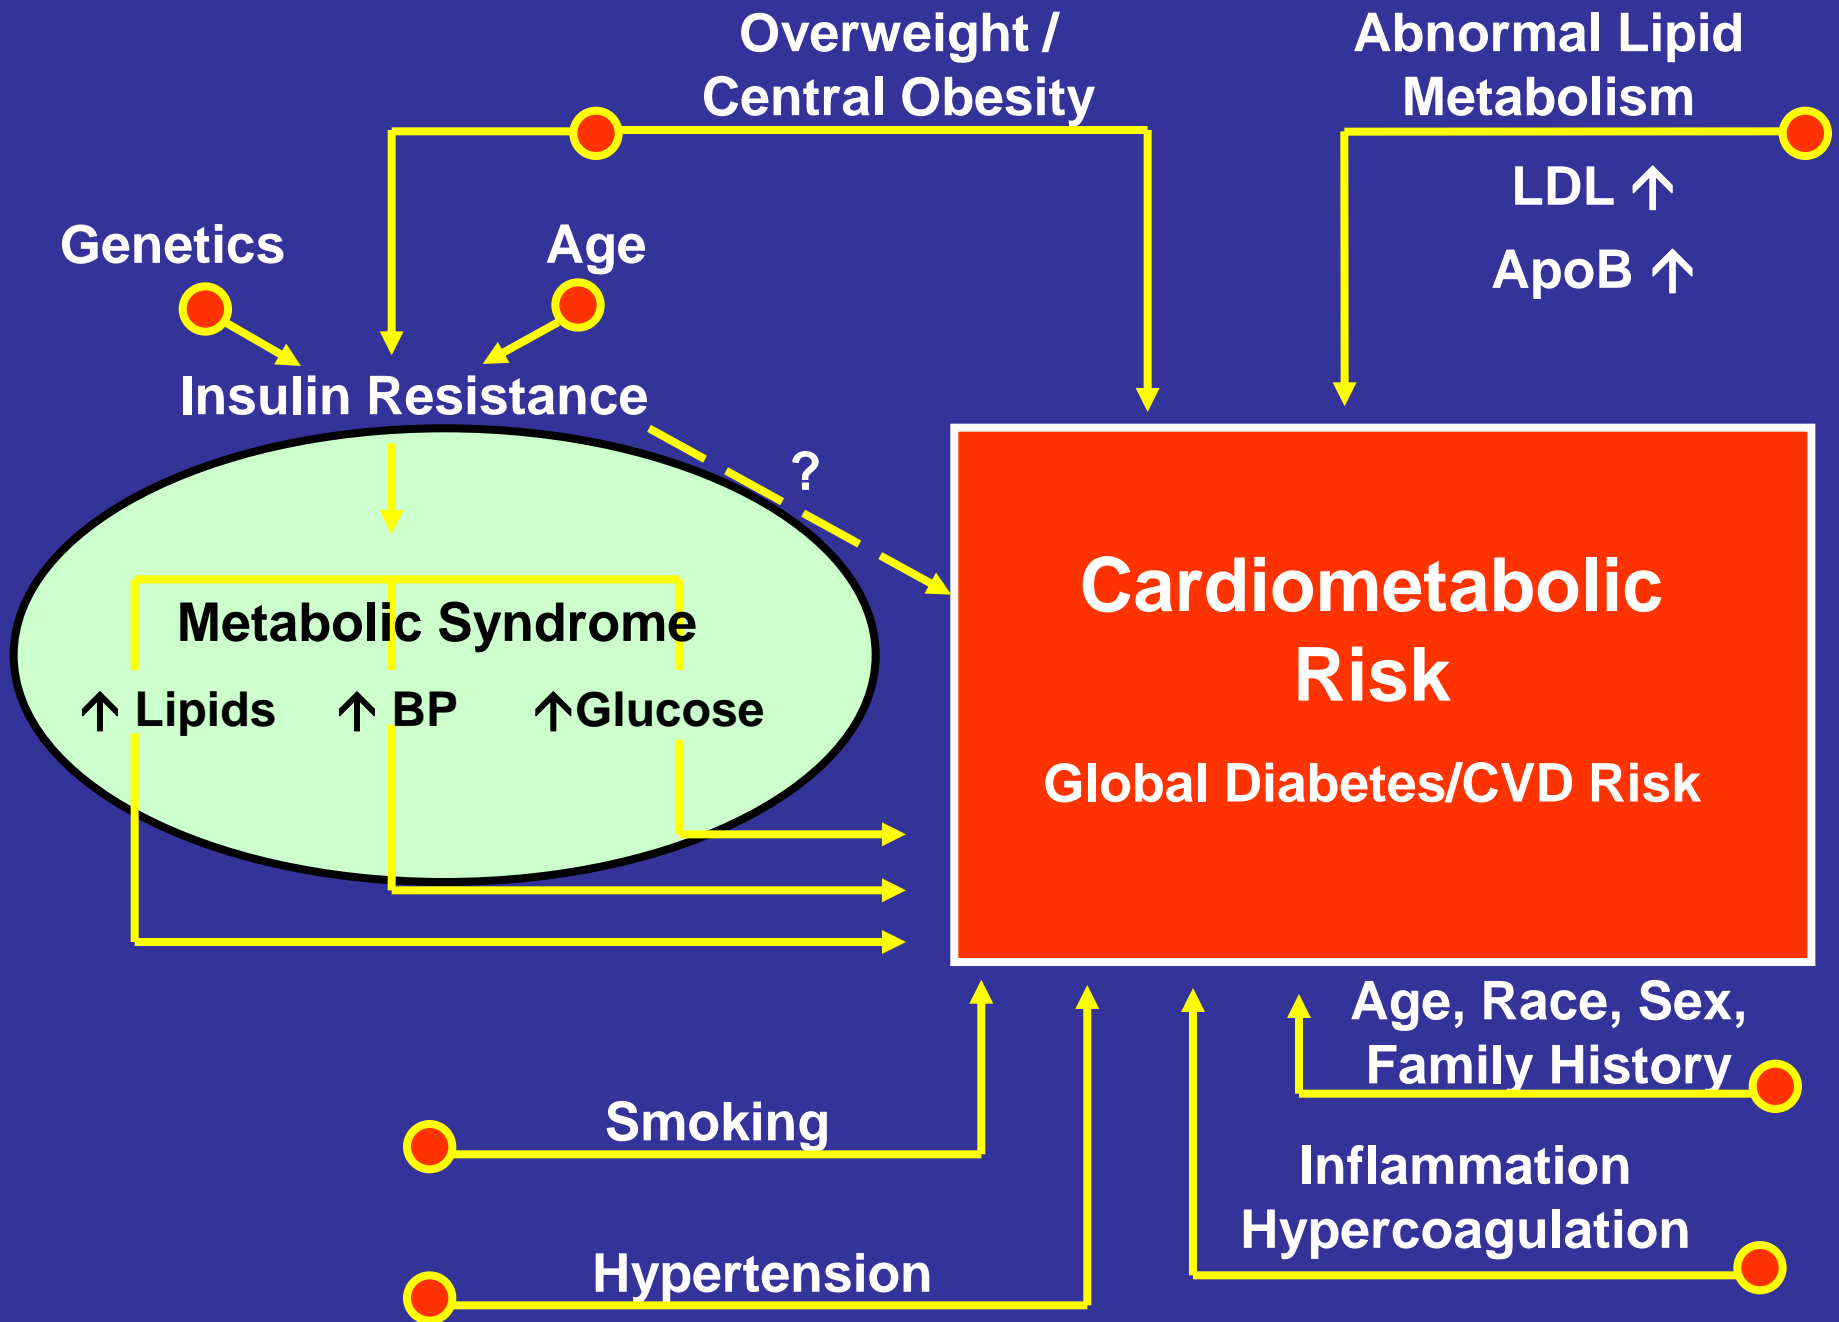 Overweight /
Central Obesity
Abnormal Lipid
Metabolism
LDL ↑
ApoB ↑
Genetics
Age
Insulin Resistance
?
Metabolic Syndrome
↑ Lipids
↑ BP
↑Glucose
Cardiometabolic
Risk
Global Diabetes/CVD Risk
Age, Race, Sex,
Family History
Smoking
Inflammation
Hypercoagulation
Hypertension